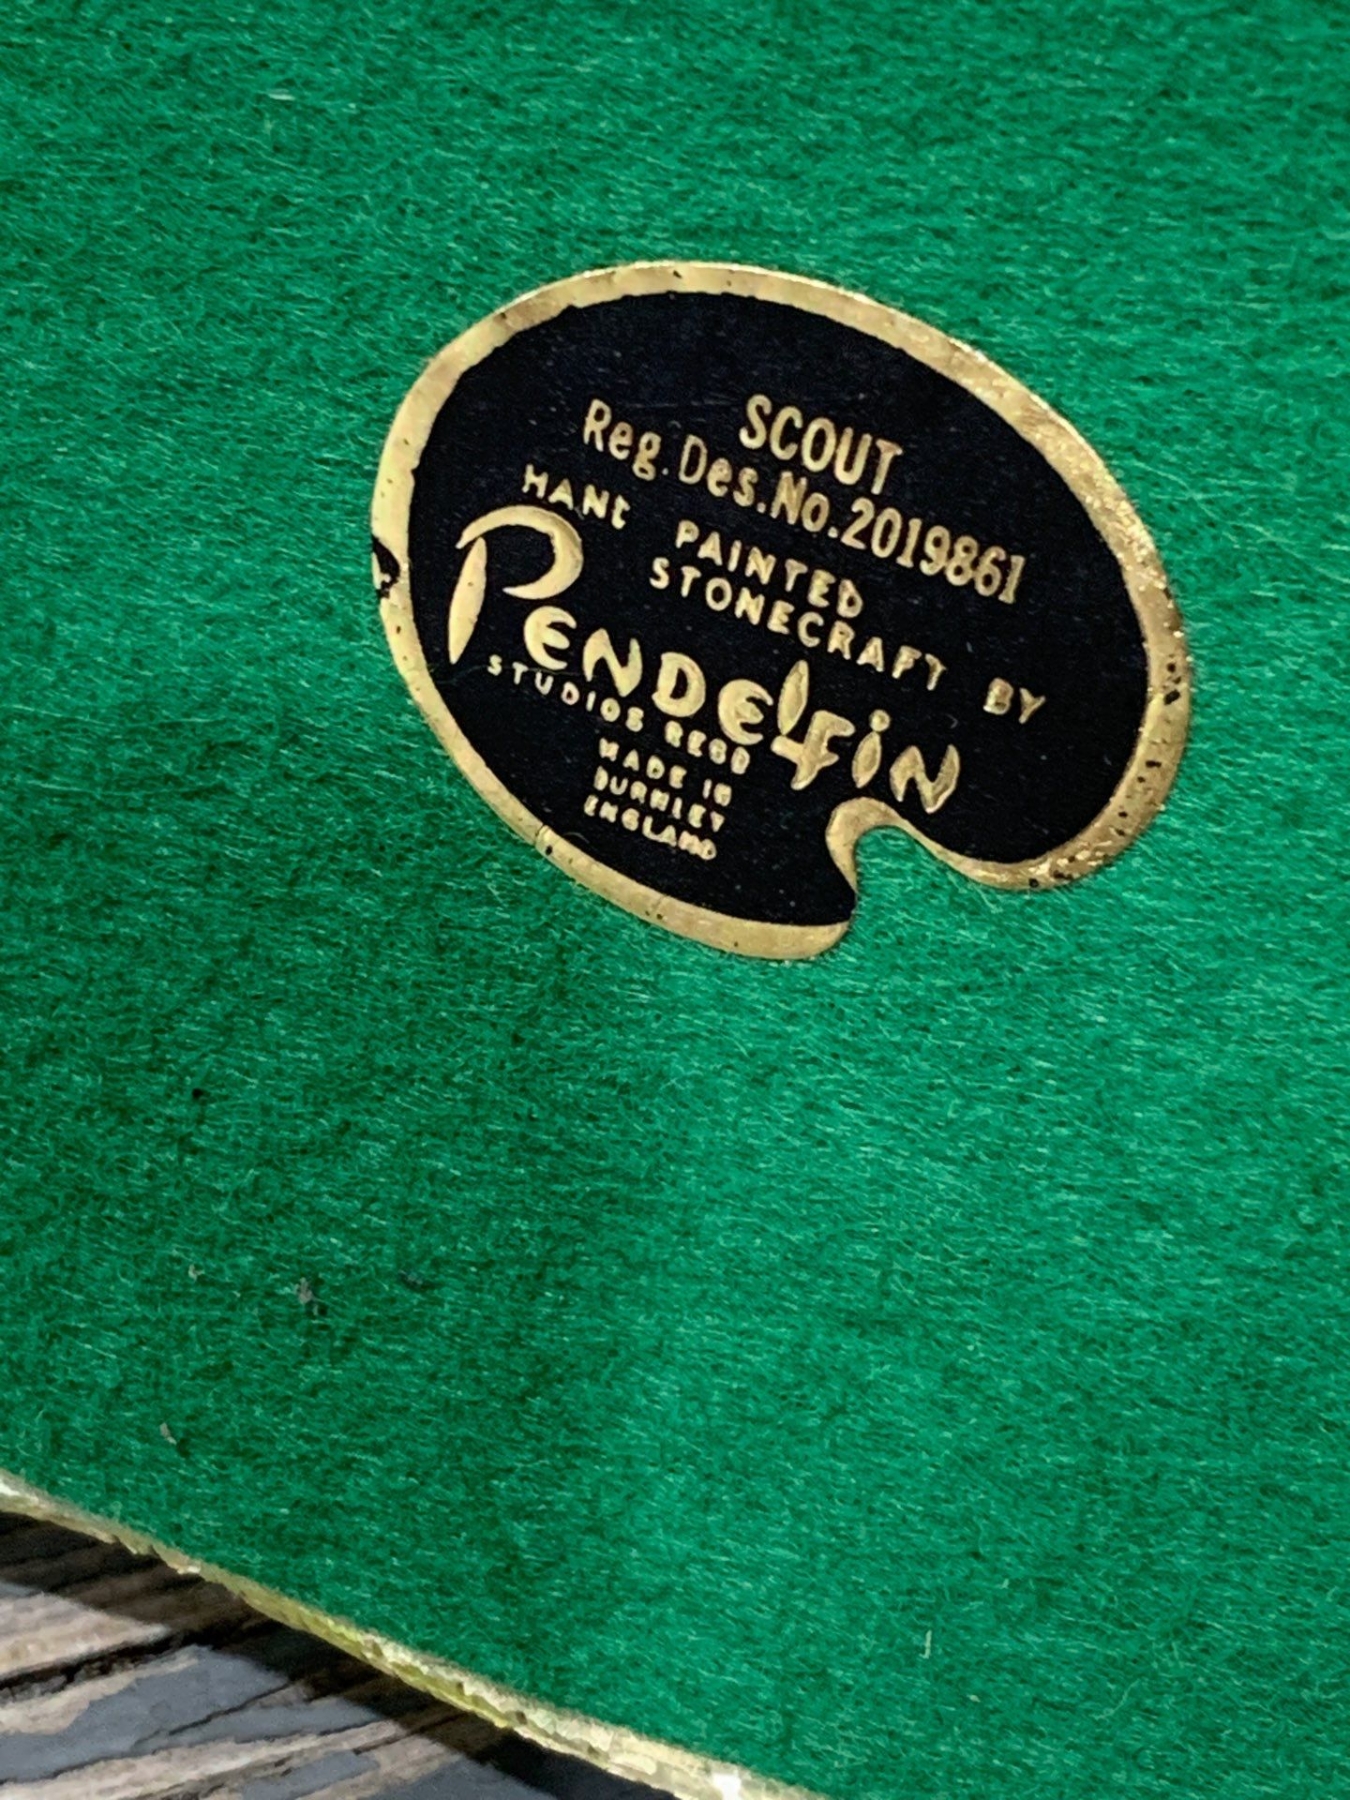 SCOUT
Reg. Des. No. 2019861
HAND PAINTED
STONECRAFT BY
PENDELFIN
STUDIOS REGD
MADE IN
BURNLEY
ENGLAND